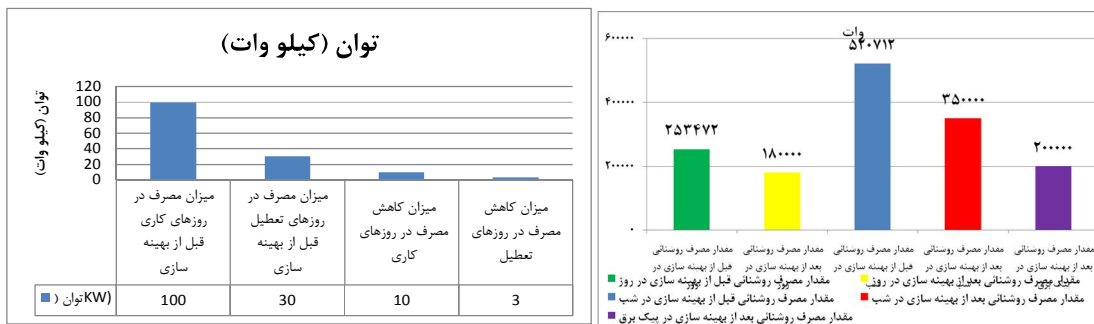 توان (کیلو وات)
توان (کیلو وات)
120
100
80
60
40
20
0
میزان مصرف در روزهای کاری قبل از بهینه سازی
میزان مصرف در روزهای تعطیل قبل از بهینه سازی
میزان کاهش مصرف در روزهای کاری
میزان کاهش مصرف در روزهای تعطیل
توان (KW)
100
30
10
3
وات
۶۰۰۰۰۰
۴۰۰۰۰۰
۲۰۰۰۰۰
۰
۲۵۳۴۷۲
۱۸۰۰۰۰
۵۲۰۷۱۲
۳۵۰۰۰۰
۲۰۰۰۰۰
مقدار مصرف روشنائی قبل از بهینه سازی در روز
مقدار مصرف روشنائی بعد از بهینه سازی در روز
مقدار مصرف روشنائی قبل از بهینه سازی در شب
مقدار مصرف روشنائی بعد از بهینه سازی در شب
مقدار مصرف روشنائی بعد از بهینه سازی در پیک برق
مقدار مصرف روشنائی قبل از بهینه سازی در روز
مقدار مصرف روشنائی بعد از بهینه سازی در روز
مقدار مصرف روشنائی قبل از بهینه سازی در شب
مقدار مصرف روشنائی بعد از بهینه سازی در شب
مقدار مصرف روشنائی بعد از بهینه سازی در پیک برق